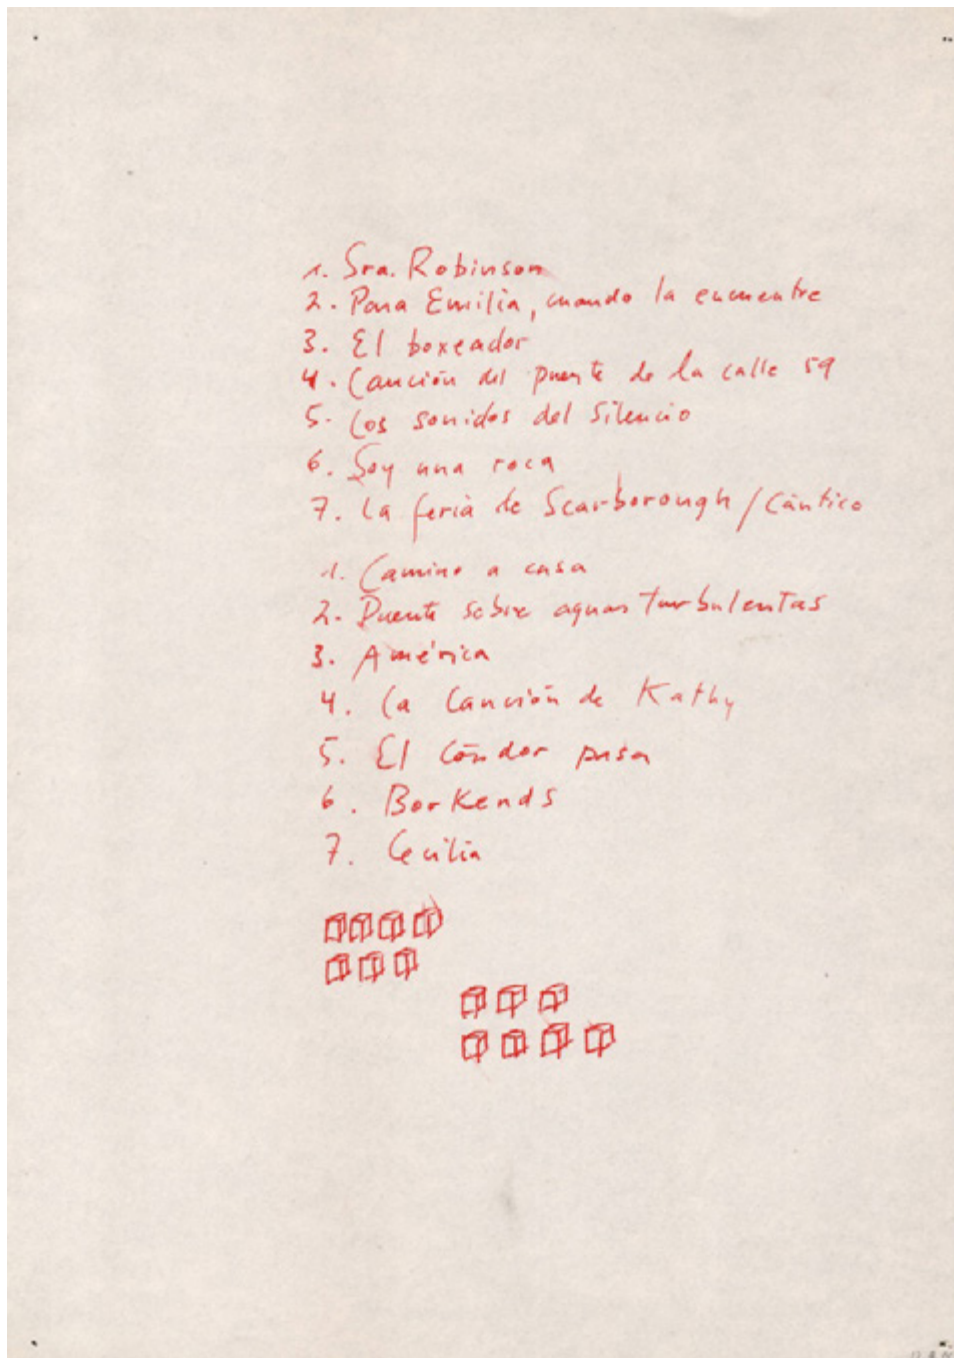 1. Sra. Robinson
2. Para Emilia, cuando la encuentre
3. El boxeador
4. Canción del puente de la calle 59
5. Los sonidos del Silencio
6. Soy una roca
7. La feria de Scarborough / Cántico
1. Camino a casa
2. Puente sobre aguas turbulentas
3. América
4. La Canción de Kathy
5. El Cóndor pasa
6. Borkends
7. Cecilia